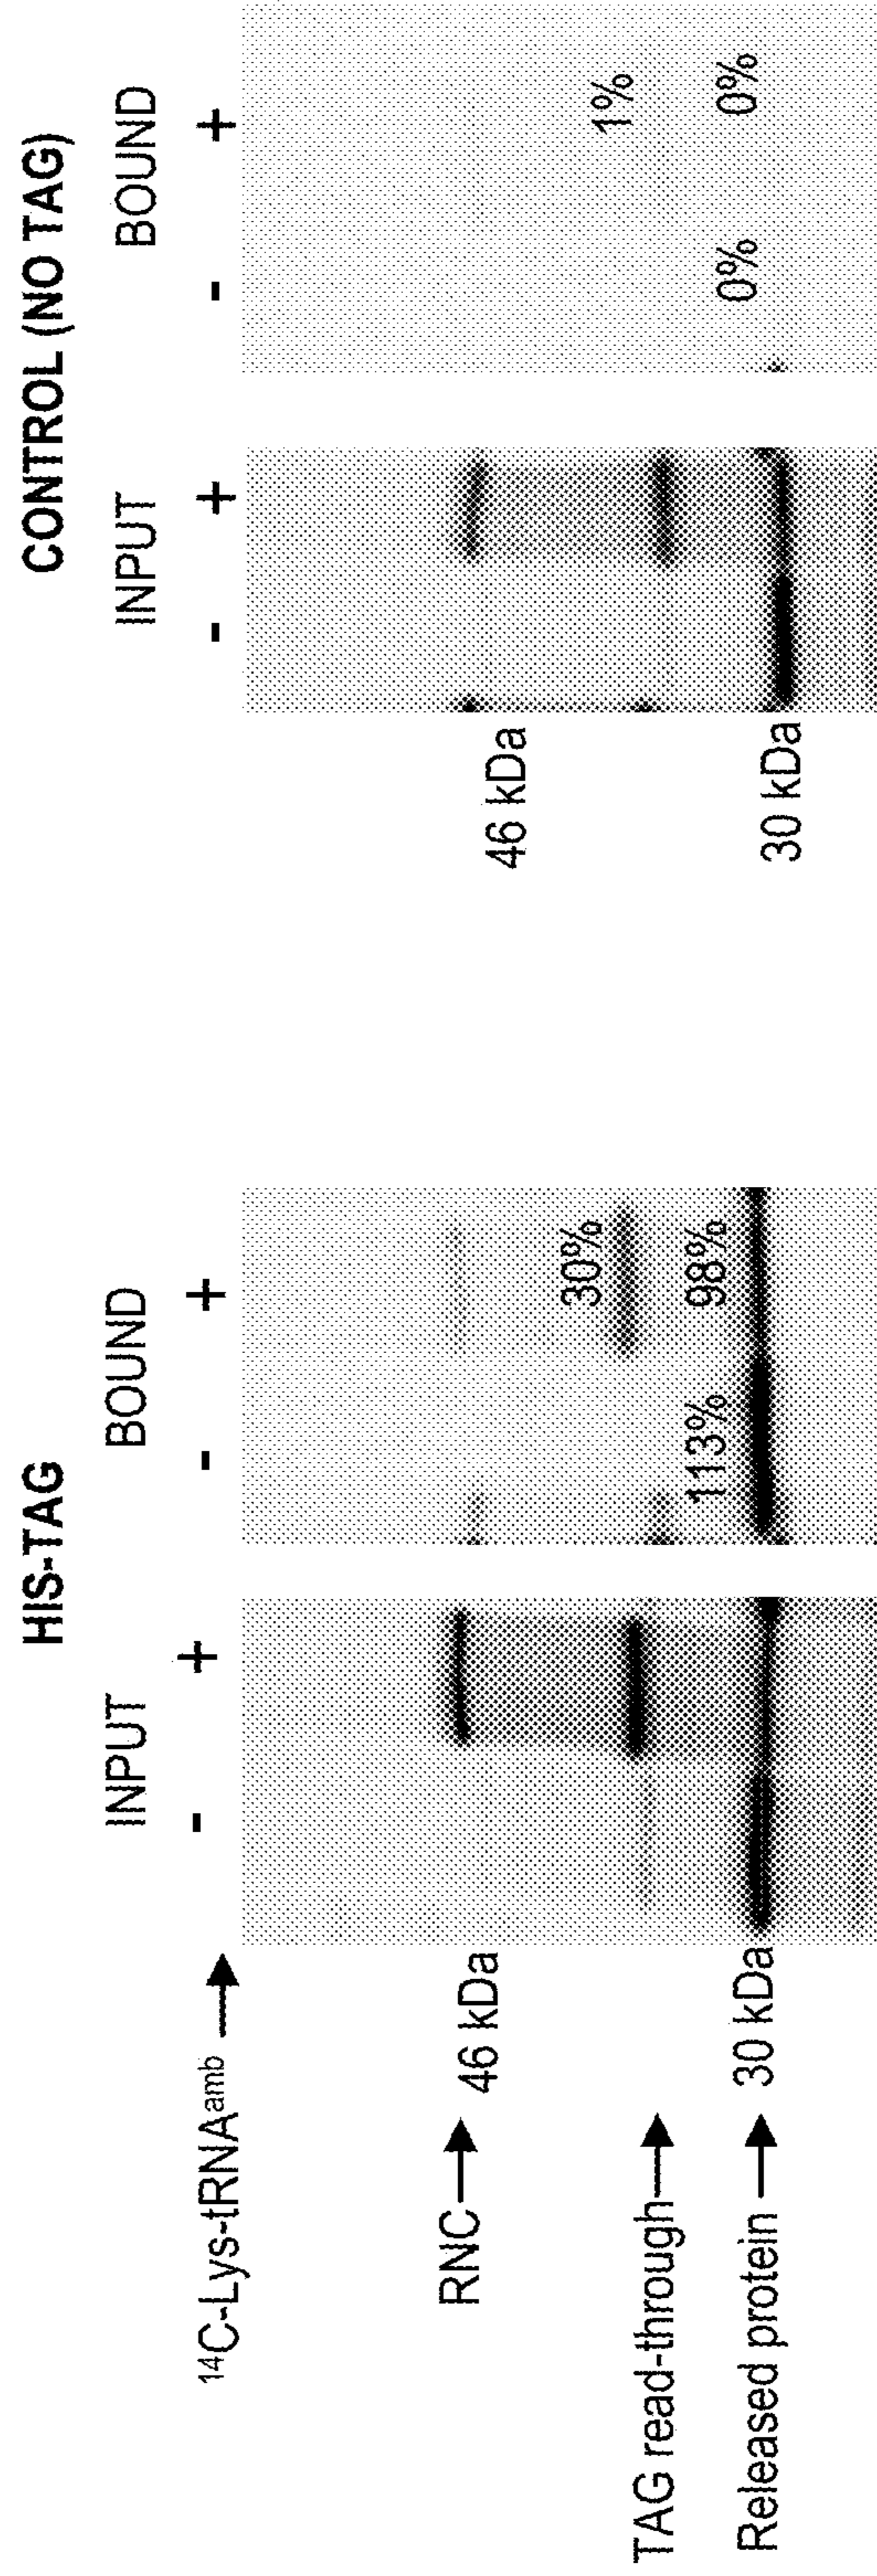 HIS-TAG
CONTROL (NO TAG)
INPUT
BOUND
INPUT
BOUND
¹⁴C-Lys-tRNAᵃᵐᵇ → - + - + - + - +
RNC→
46 kDa
46 kDa
30%
1%
TAG read-through→
113%
98%
0%
0%
Released protein →
30 kDa
30 kDa